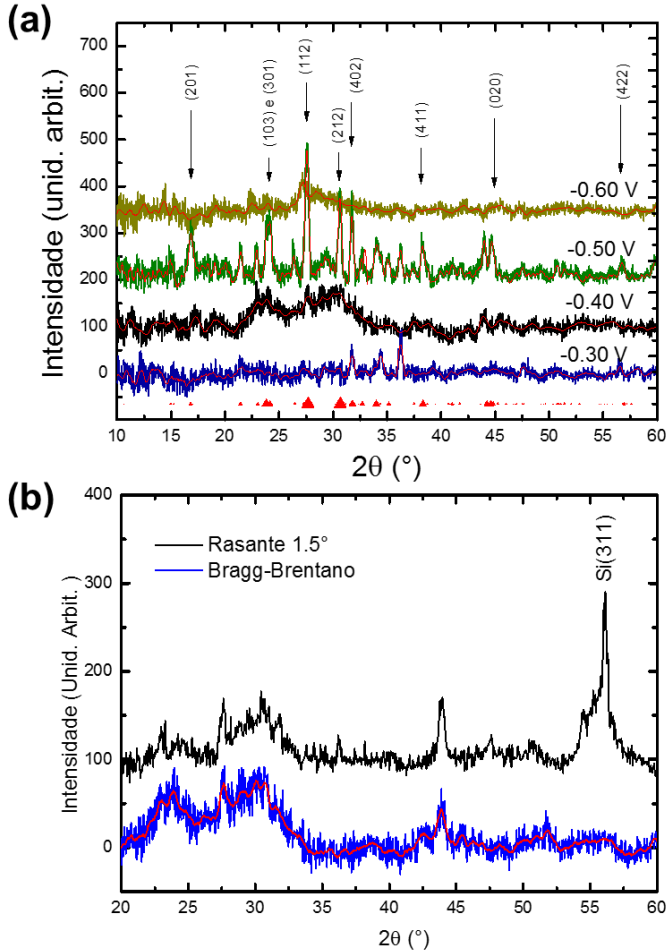 (a)
700
600
500
400
300
200
100
0
Intensidade (unid. arbit.)
(201)
(103) e (301)
(112)
(212)
(402)
(411)
(020)
(422)
-0.60 V
-0.50 V
-0.40 V
-0.30 V
10 15 20 25 30 35 40 45 50 55 60
2θ (°)
(b)
400
300
200
100
0
Intensidade (Unid. Arbit.)
Rasante 1.5°
Bragg-Brentano
Si(311)
20 25 30 35 40 45 50 55 60
2θ (°)